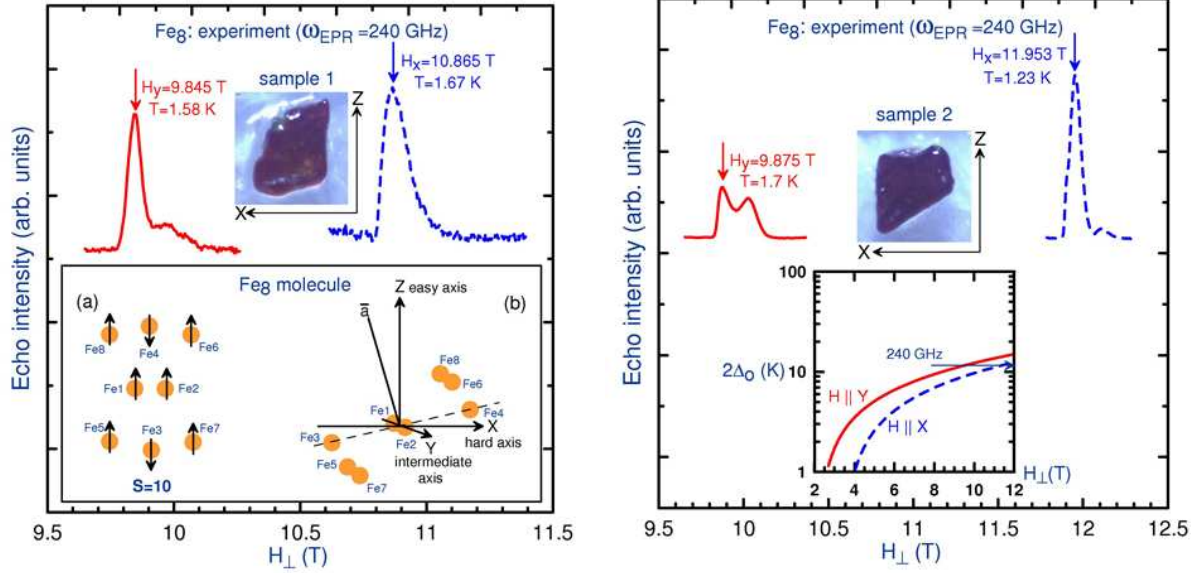 Fe8: experiment (ωEPR =240 GHz)
Hy=9.845 T
T=1.58 K
sample 1
Hx=10.865 T
T=1.67 K
Z
X
Echo intensity (arb. units)
Fe8 molecule
(a)
(b)
Fe8
Fe4
Fe6
Fe1
Fe2
Fe5
Fe3
Fe7
S=10
Z easy axis
a̅
Fe8
Fe6
Fe4
Fe1
Fe2
Fe3
Fe5
Fe7
X
hard axis
Y
intermediate
axis
9.5 10 10.5 11 11.5
H⊥ (T)
Fe8: experiment (ωEPR =240 GHz)
Hx=11.953 T
T=1.23 K
sample 2
Hy=9.875 T
T=1.7 K
Z
X
Echo intensity (arb. units)
100
10
1
2Δo (K)
240 GHz
H || Y
H || X
2 4 6 8 10 12
H⊥(T)
9.5 10 10.5 11 11.5 12 12.5
H⊥ (T)